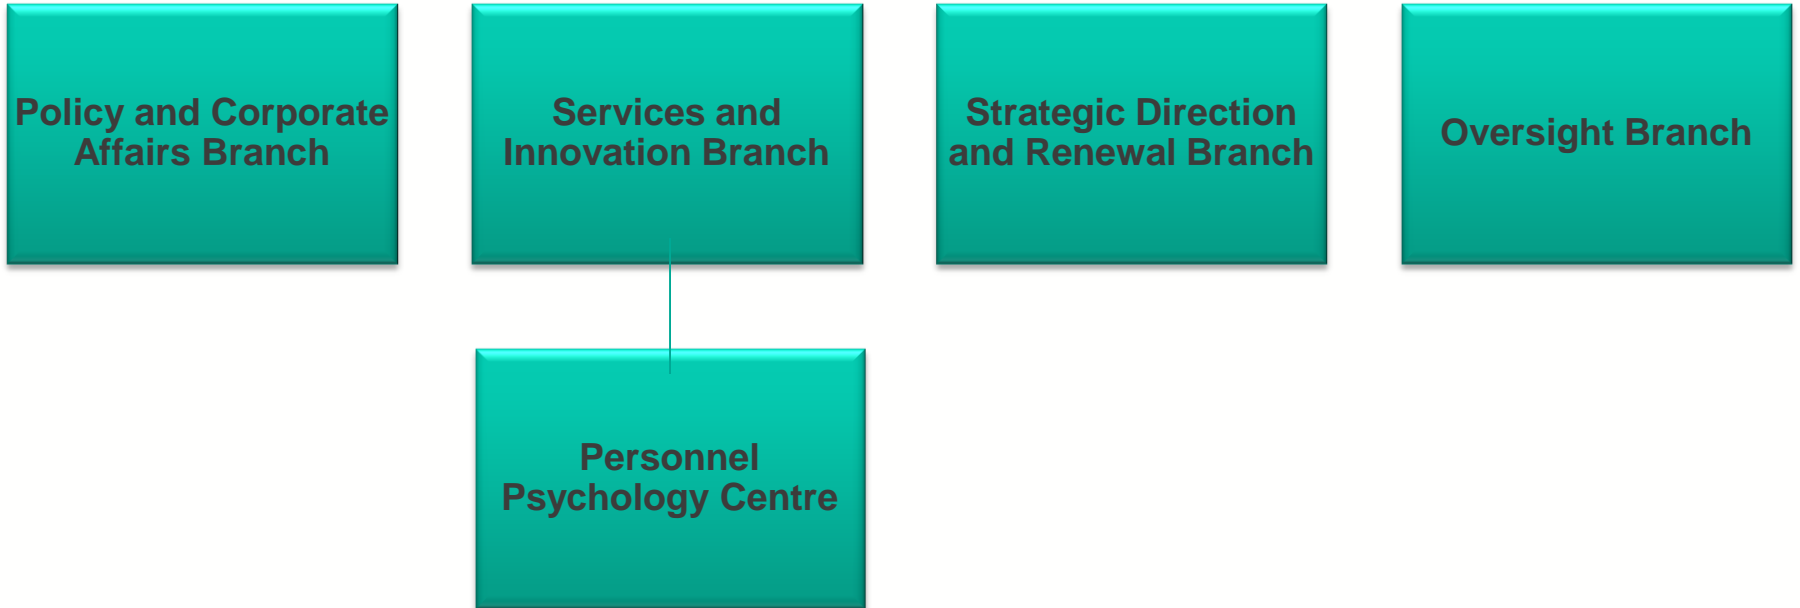 Policy and Corporate
Affairs Branch
Services and
Innovation Branch
Strategic Direction
and Renewal Branch
Oversight Branch
Personnel
Psychology Centre